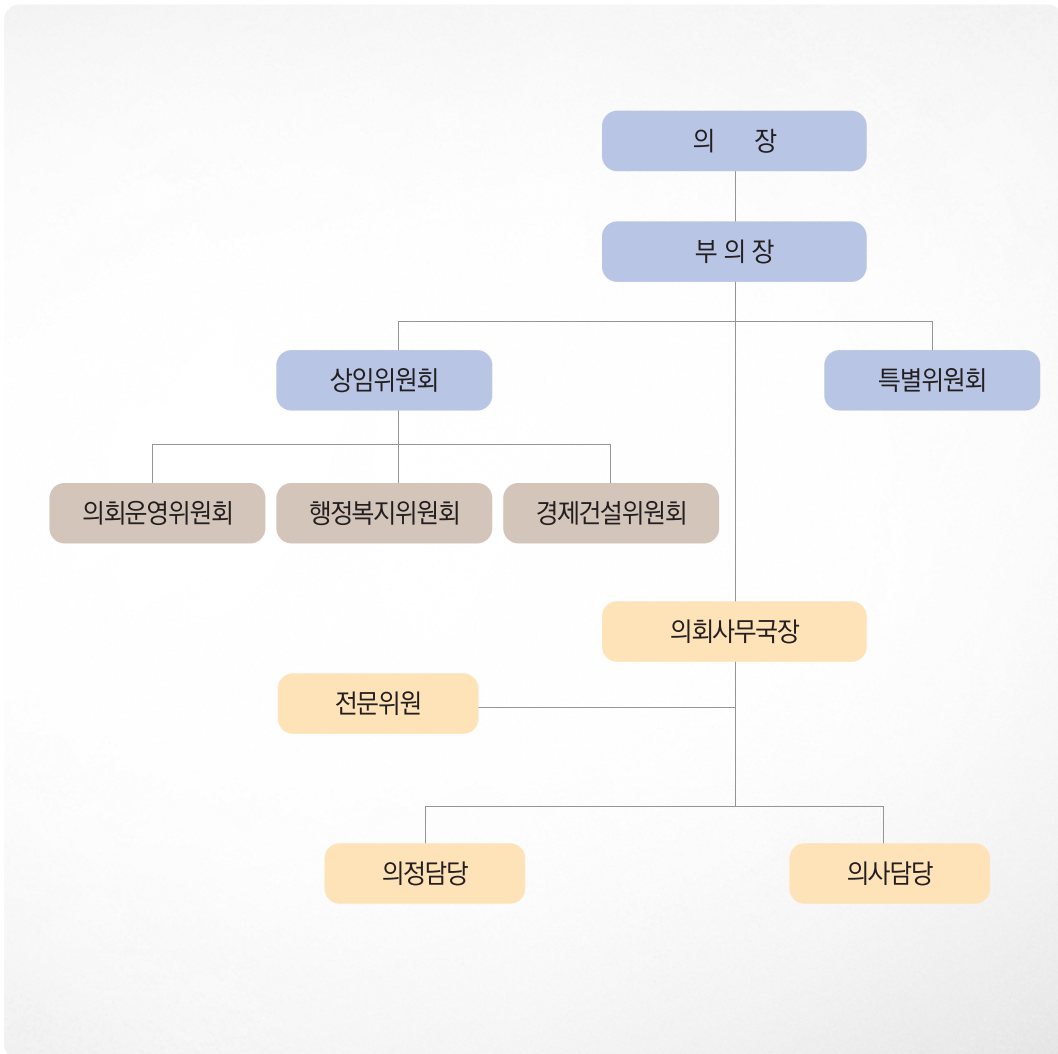 의 장
부 의 장
상임위원회
특별위원회
의회운영위원회
행정복지위원회
경제건설위원회
의회사무국장
전문위원
의정담당
의사담당